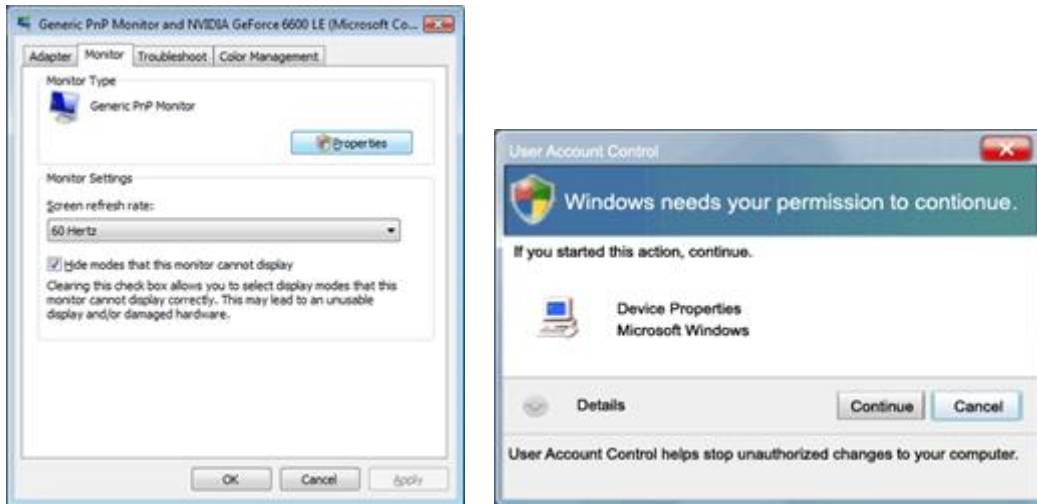 Generic PnP Monitor and NVIDIA GeForce 6600 LE (Microsoft Co...
Adapter Monitor Troubleshoot Color Management
Monitor Type
Generic PnP Monitor
Properties
Monitor Settings
Screen refresh rate:
60 Hertz
Hide modes that this monitor cannot display
Clearing this check box allows you to select display modes that this
monitor cannot display correctly. This may lead to an unusable
display and/or damaged hardware.
OK Cancel Apply
User Account Control
Windows needs your permission to contionue.
If you started this action, continue.
Device Properties
Microsoft Windows
Details Continue Cancel
User Account Control helps stop unauthorized changes to your computer.